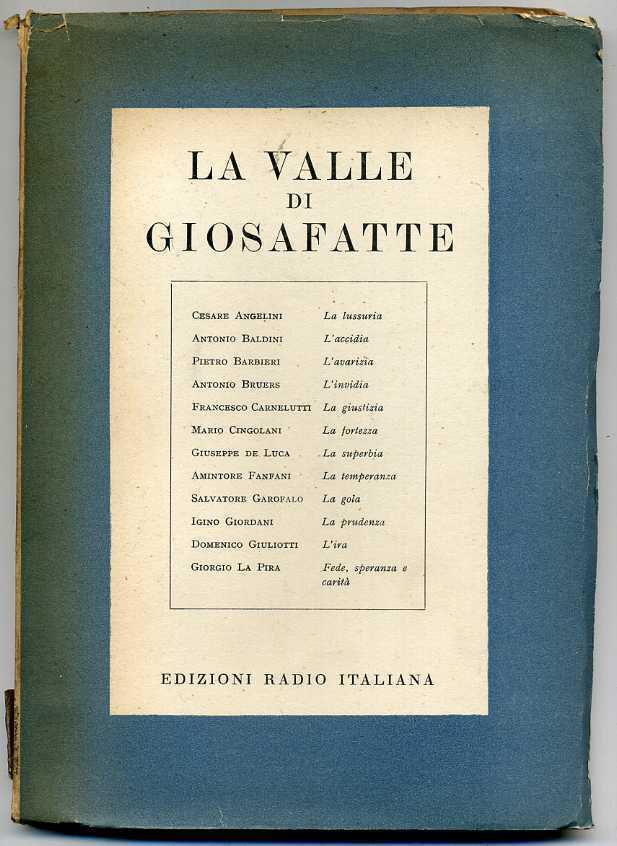 LA VALLE
DI
GIOSAFATTE
CESARE ANGELINI La lussuria
ANTONIO BALDINI L'accidia
PIETRO BARBIERI L'avarizia
ANTONIO BRUERS L'invidia
FRANCESCO CARNELUTTI La giustizia
MARIO CINGOLANI La fortezza
GIUSEPPE DE LUCA La superbia
AMINTORE FANFANI La temperanza
SALVATORE GAROFALO La gola
IGINO GIORDANI La prudenza
DOMENICO GIULIOTTI L'ira
GIORGIO LA PIRA Fede, speranza e
carità
EDIZIONI RADIO ITALIANA